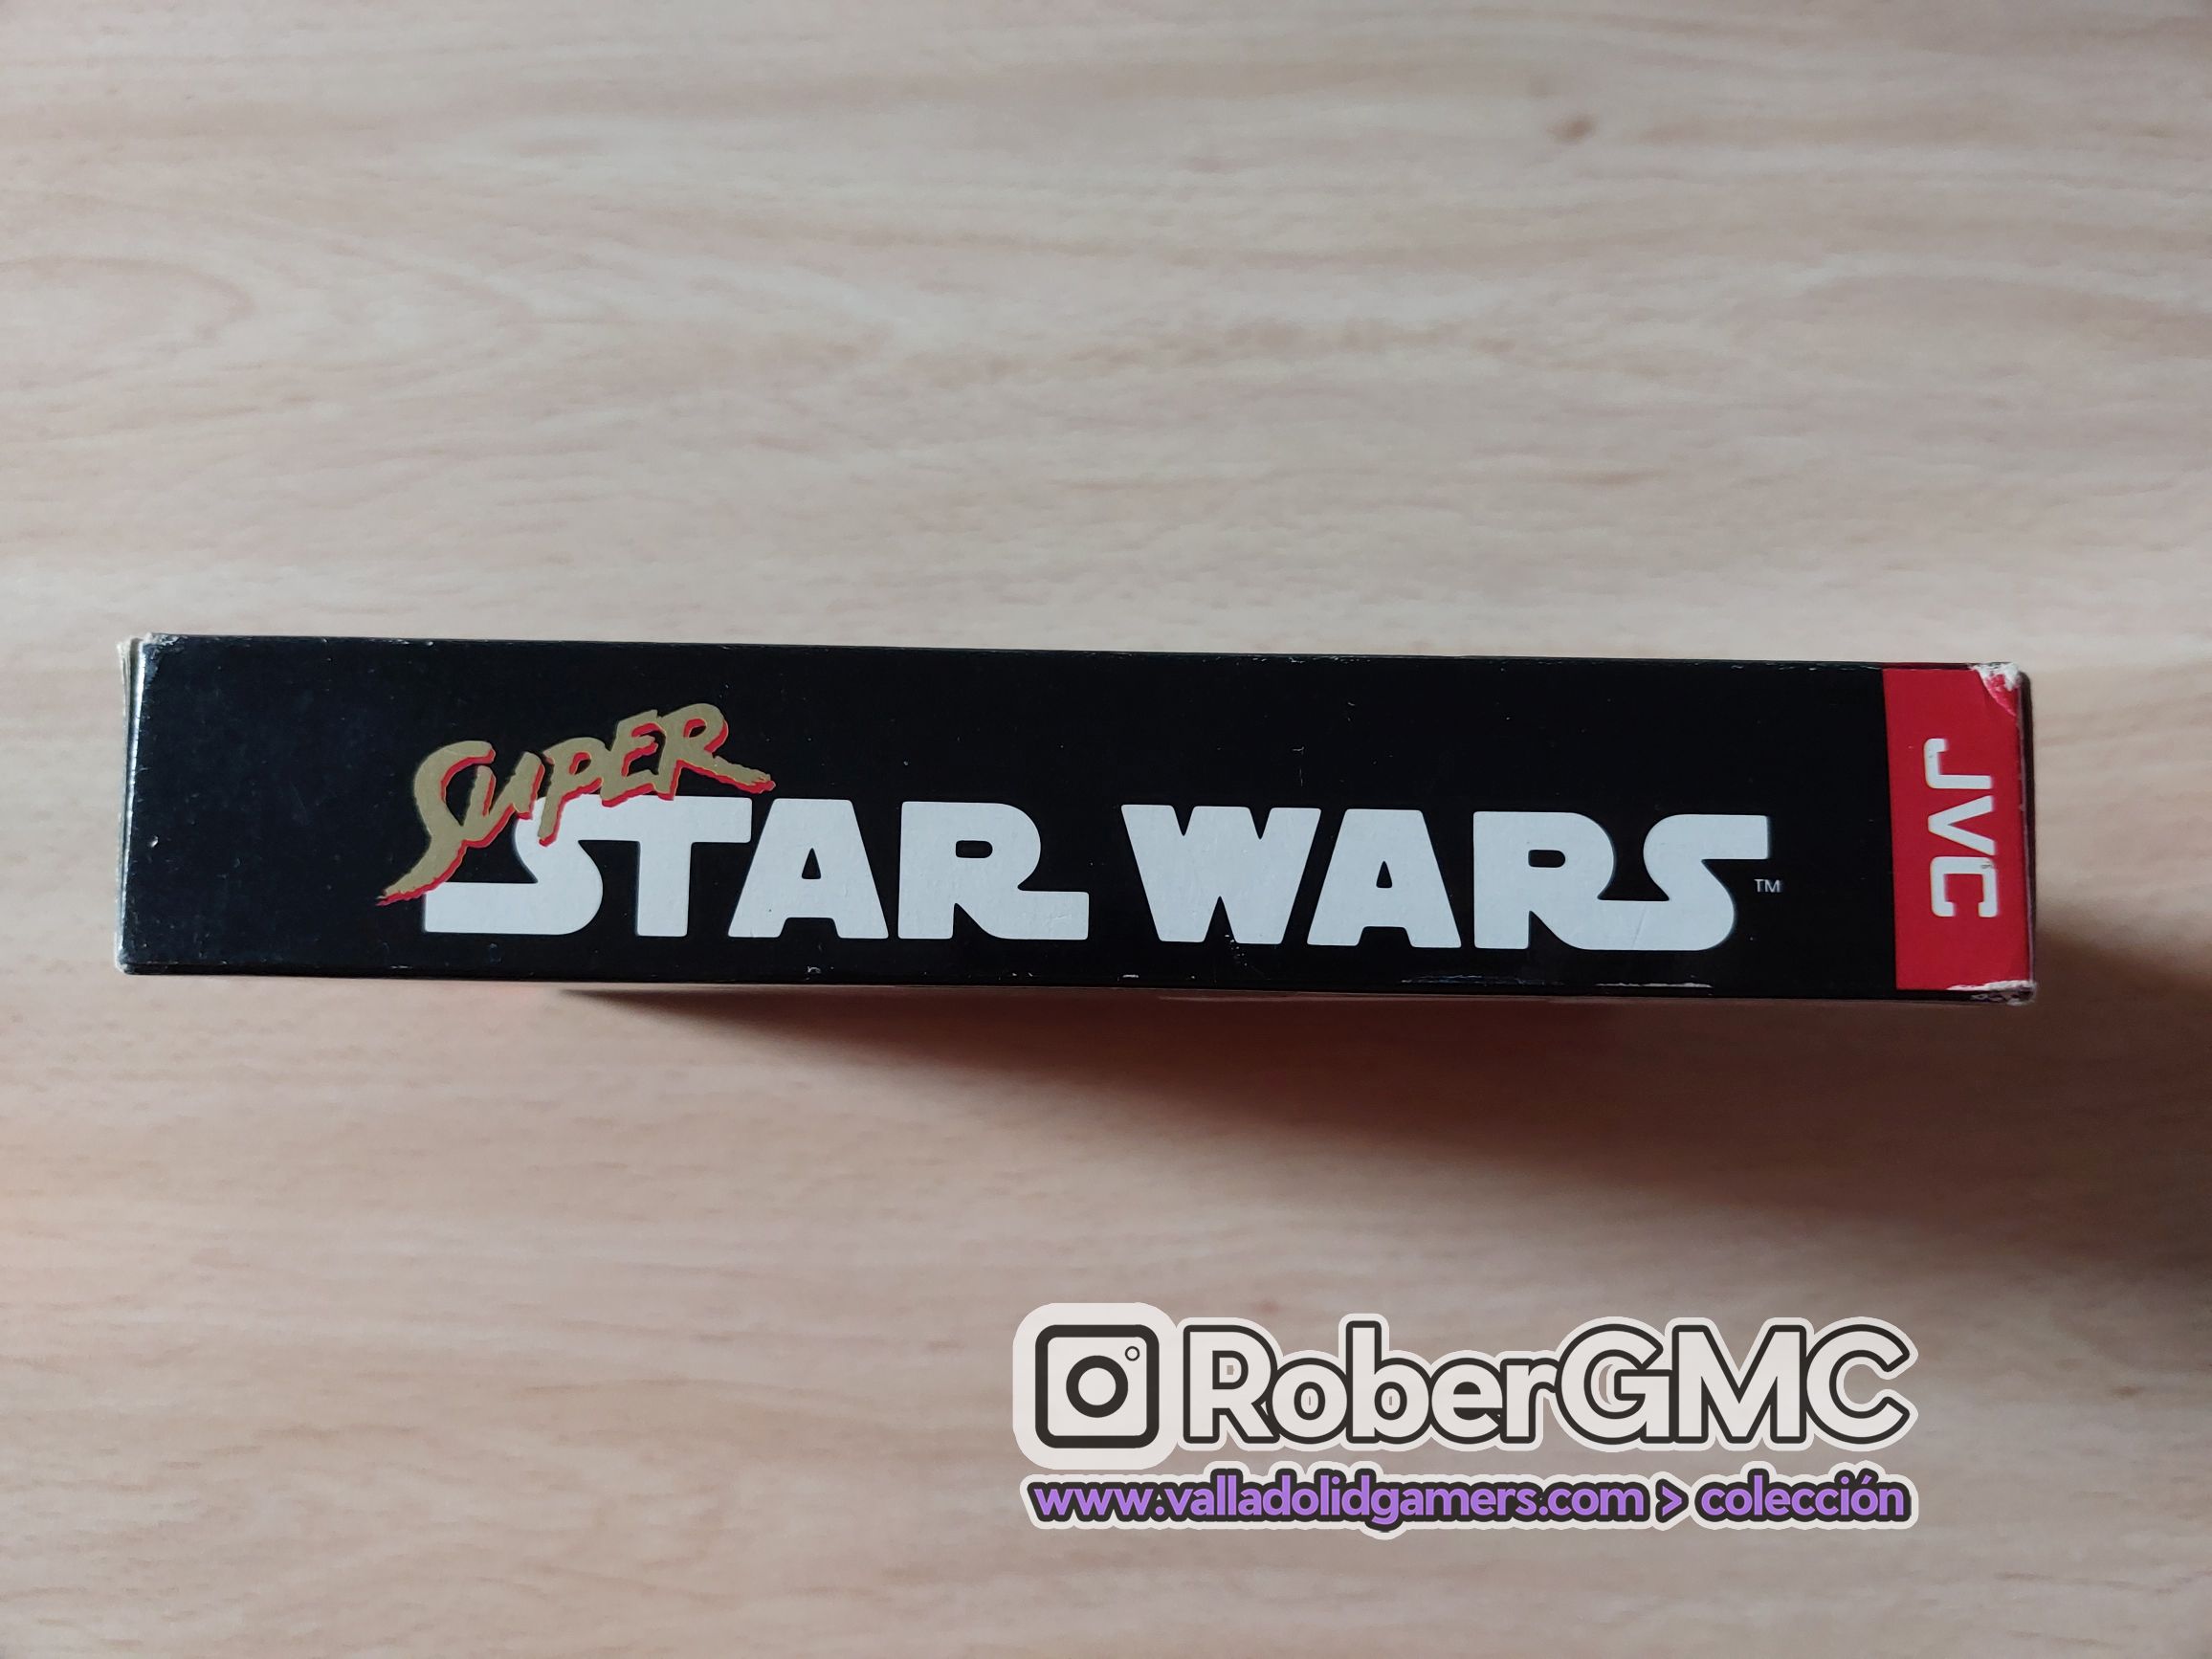 SUPER
STAR WARS™
JVC
RoberGMC
www.valladolidgamers.com > colección